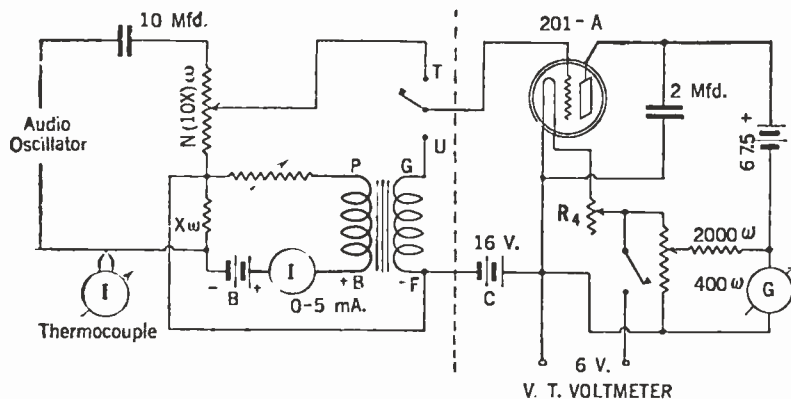 10 Mfd.
201-A
T
2 Mfd.
+
67.5
N(10X)ω
Audio
Oscillator
U
P
G
R4
Xω
2000 ω
16 V.
400 ω
- B +
I
+B
-F
C
G
0-5 mA.
I
Thermocouple
6 V.
V. T. VOLTMETER